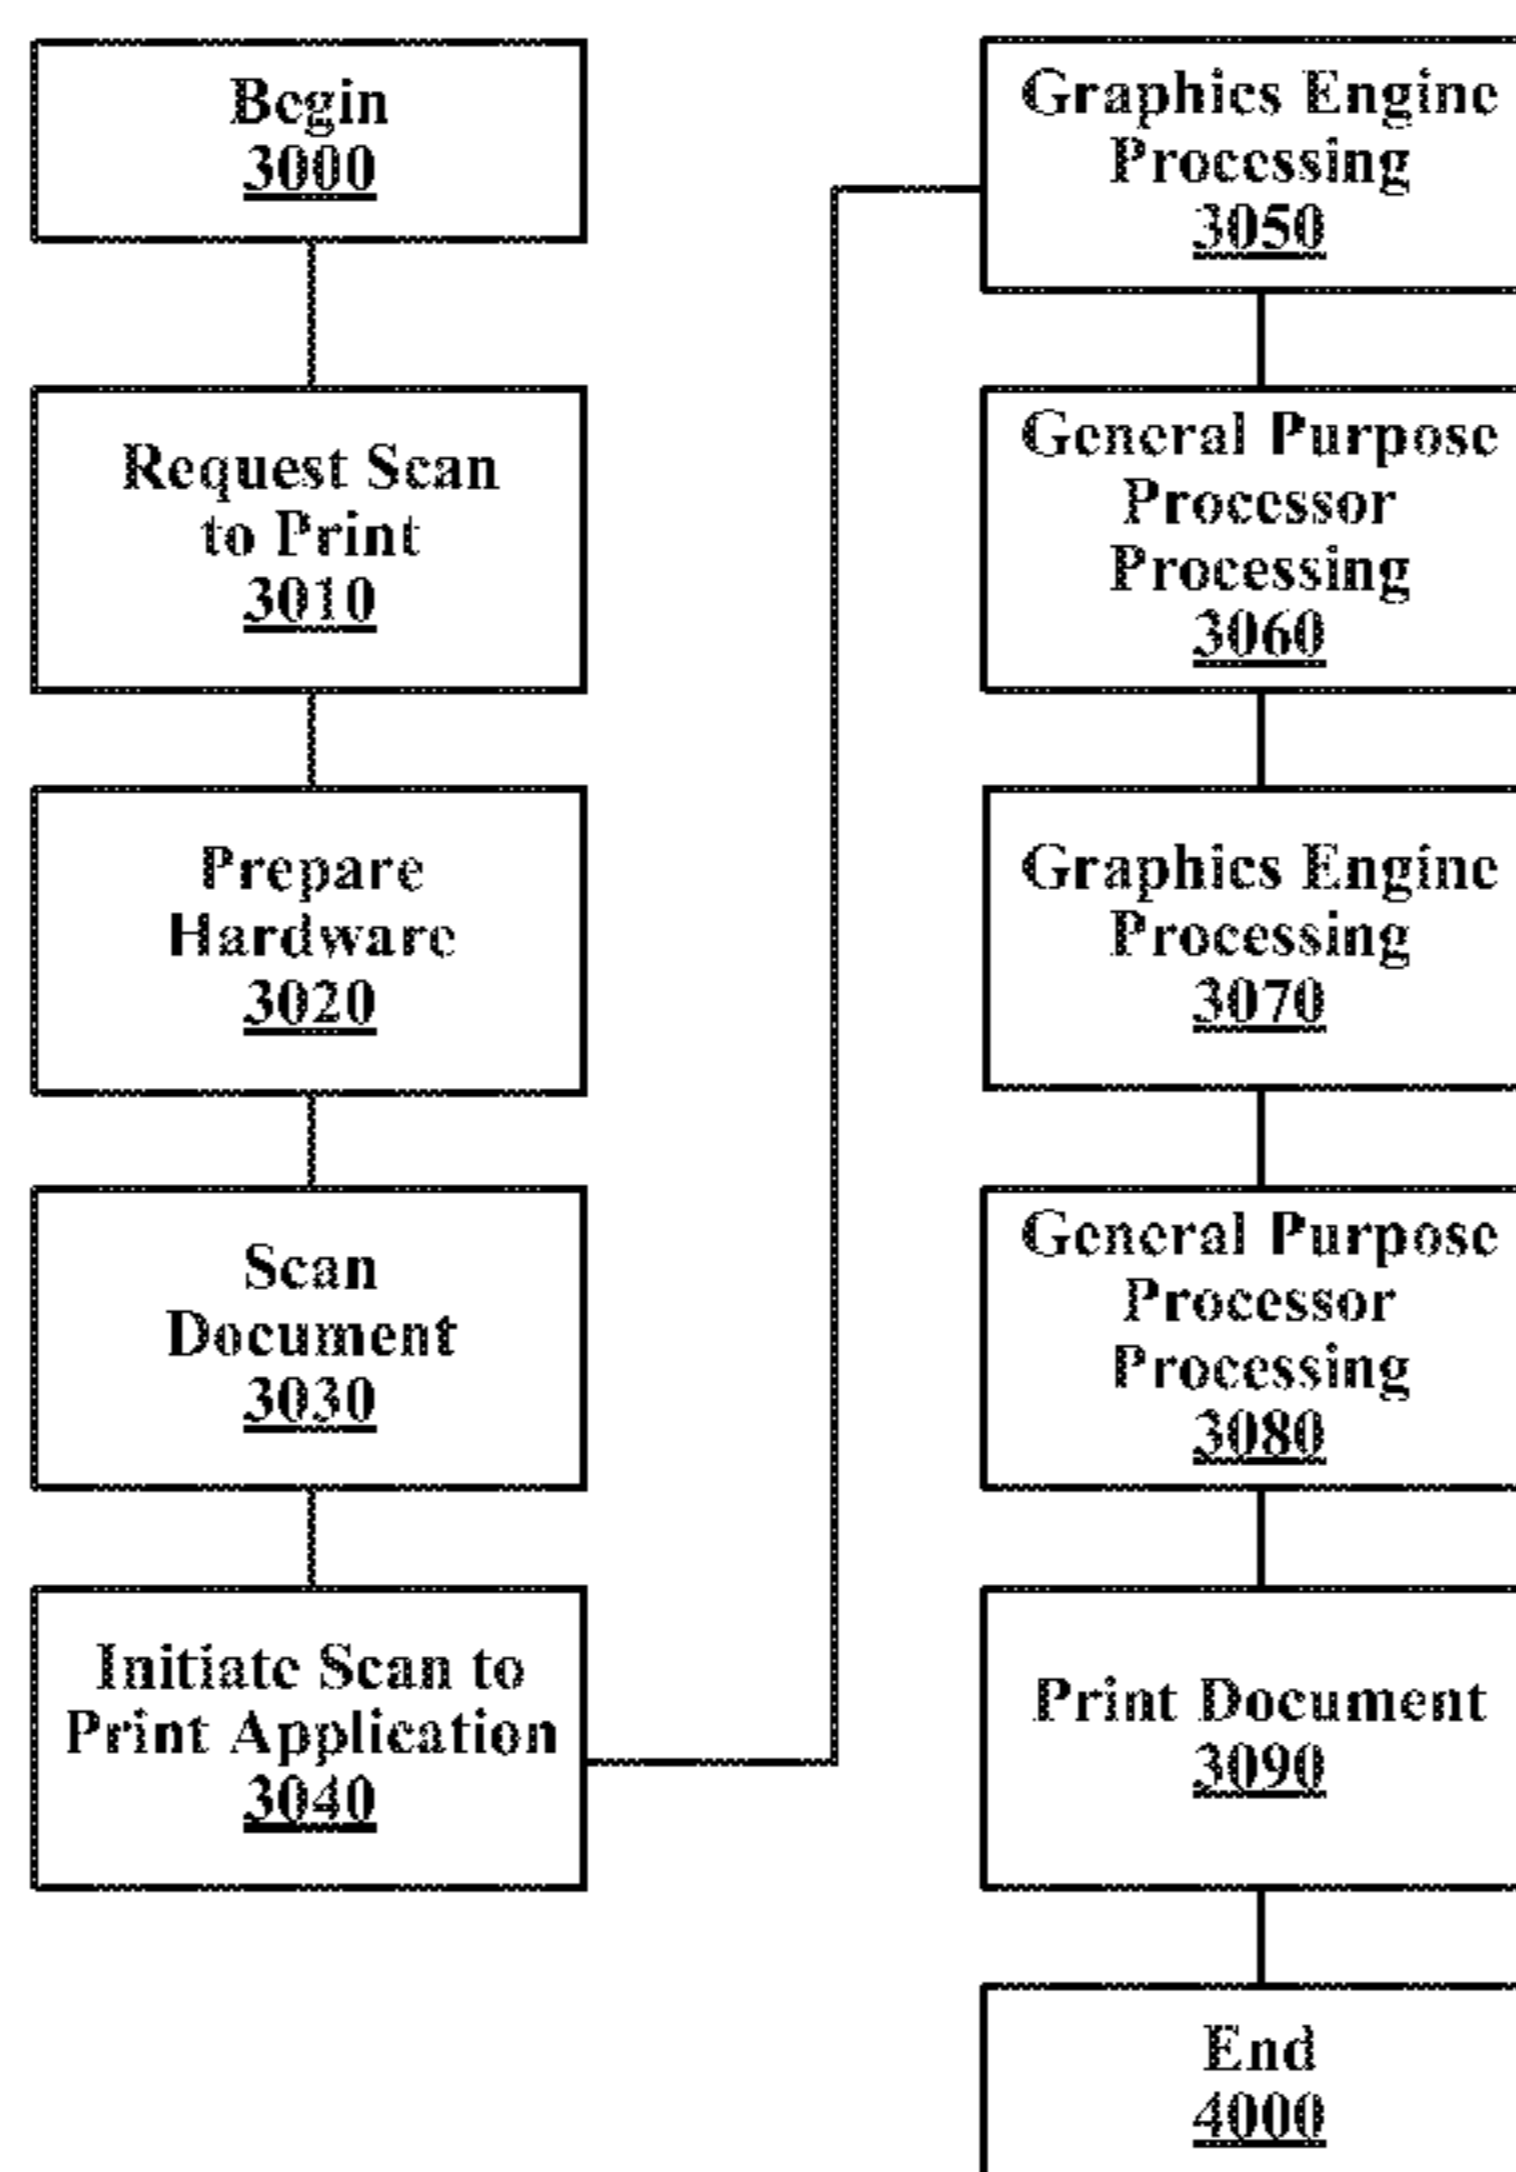 Begin
3000
Request Scan
to Print
3010
Prepare
Hardware
3020
Scan
Document
3030
Initiate Scan to
Print Application
3040
Graphics Engine
Processing
3050
General Purpose
Processor
Processing
3060
Graphics Engine
Processing
3070
General Purpose
Processor
Processing
3080
Print Document
3090
End
4000